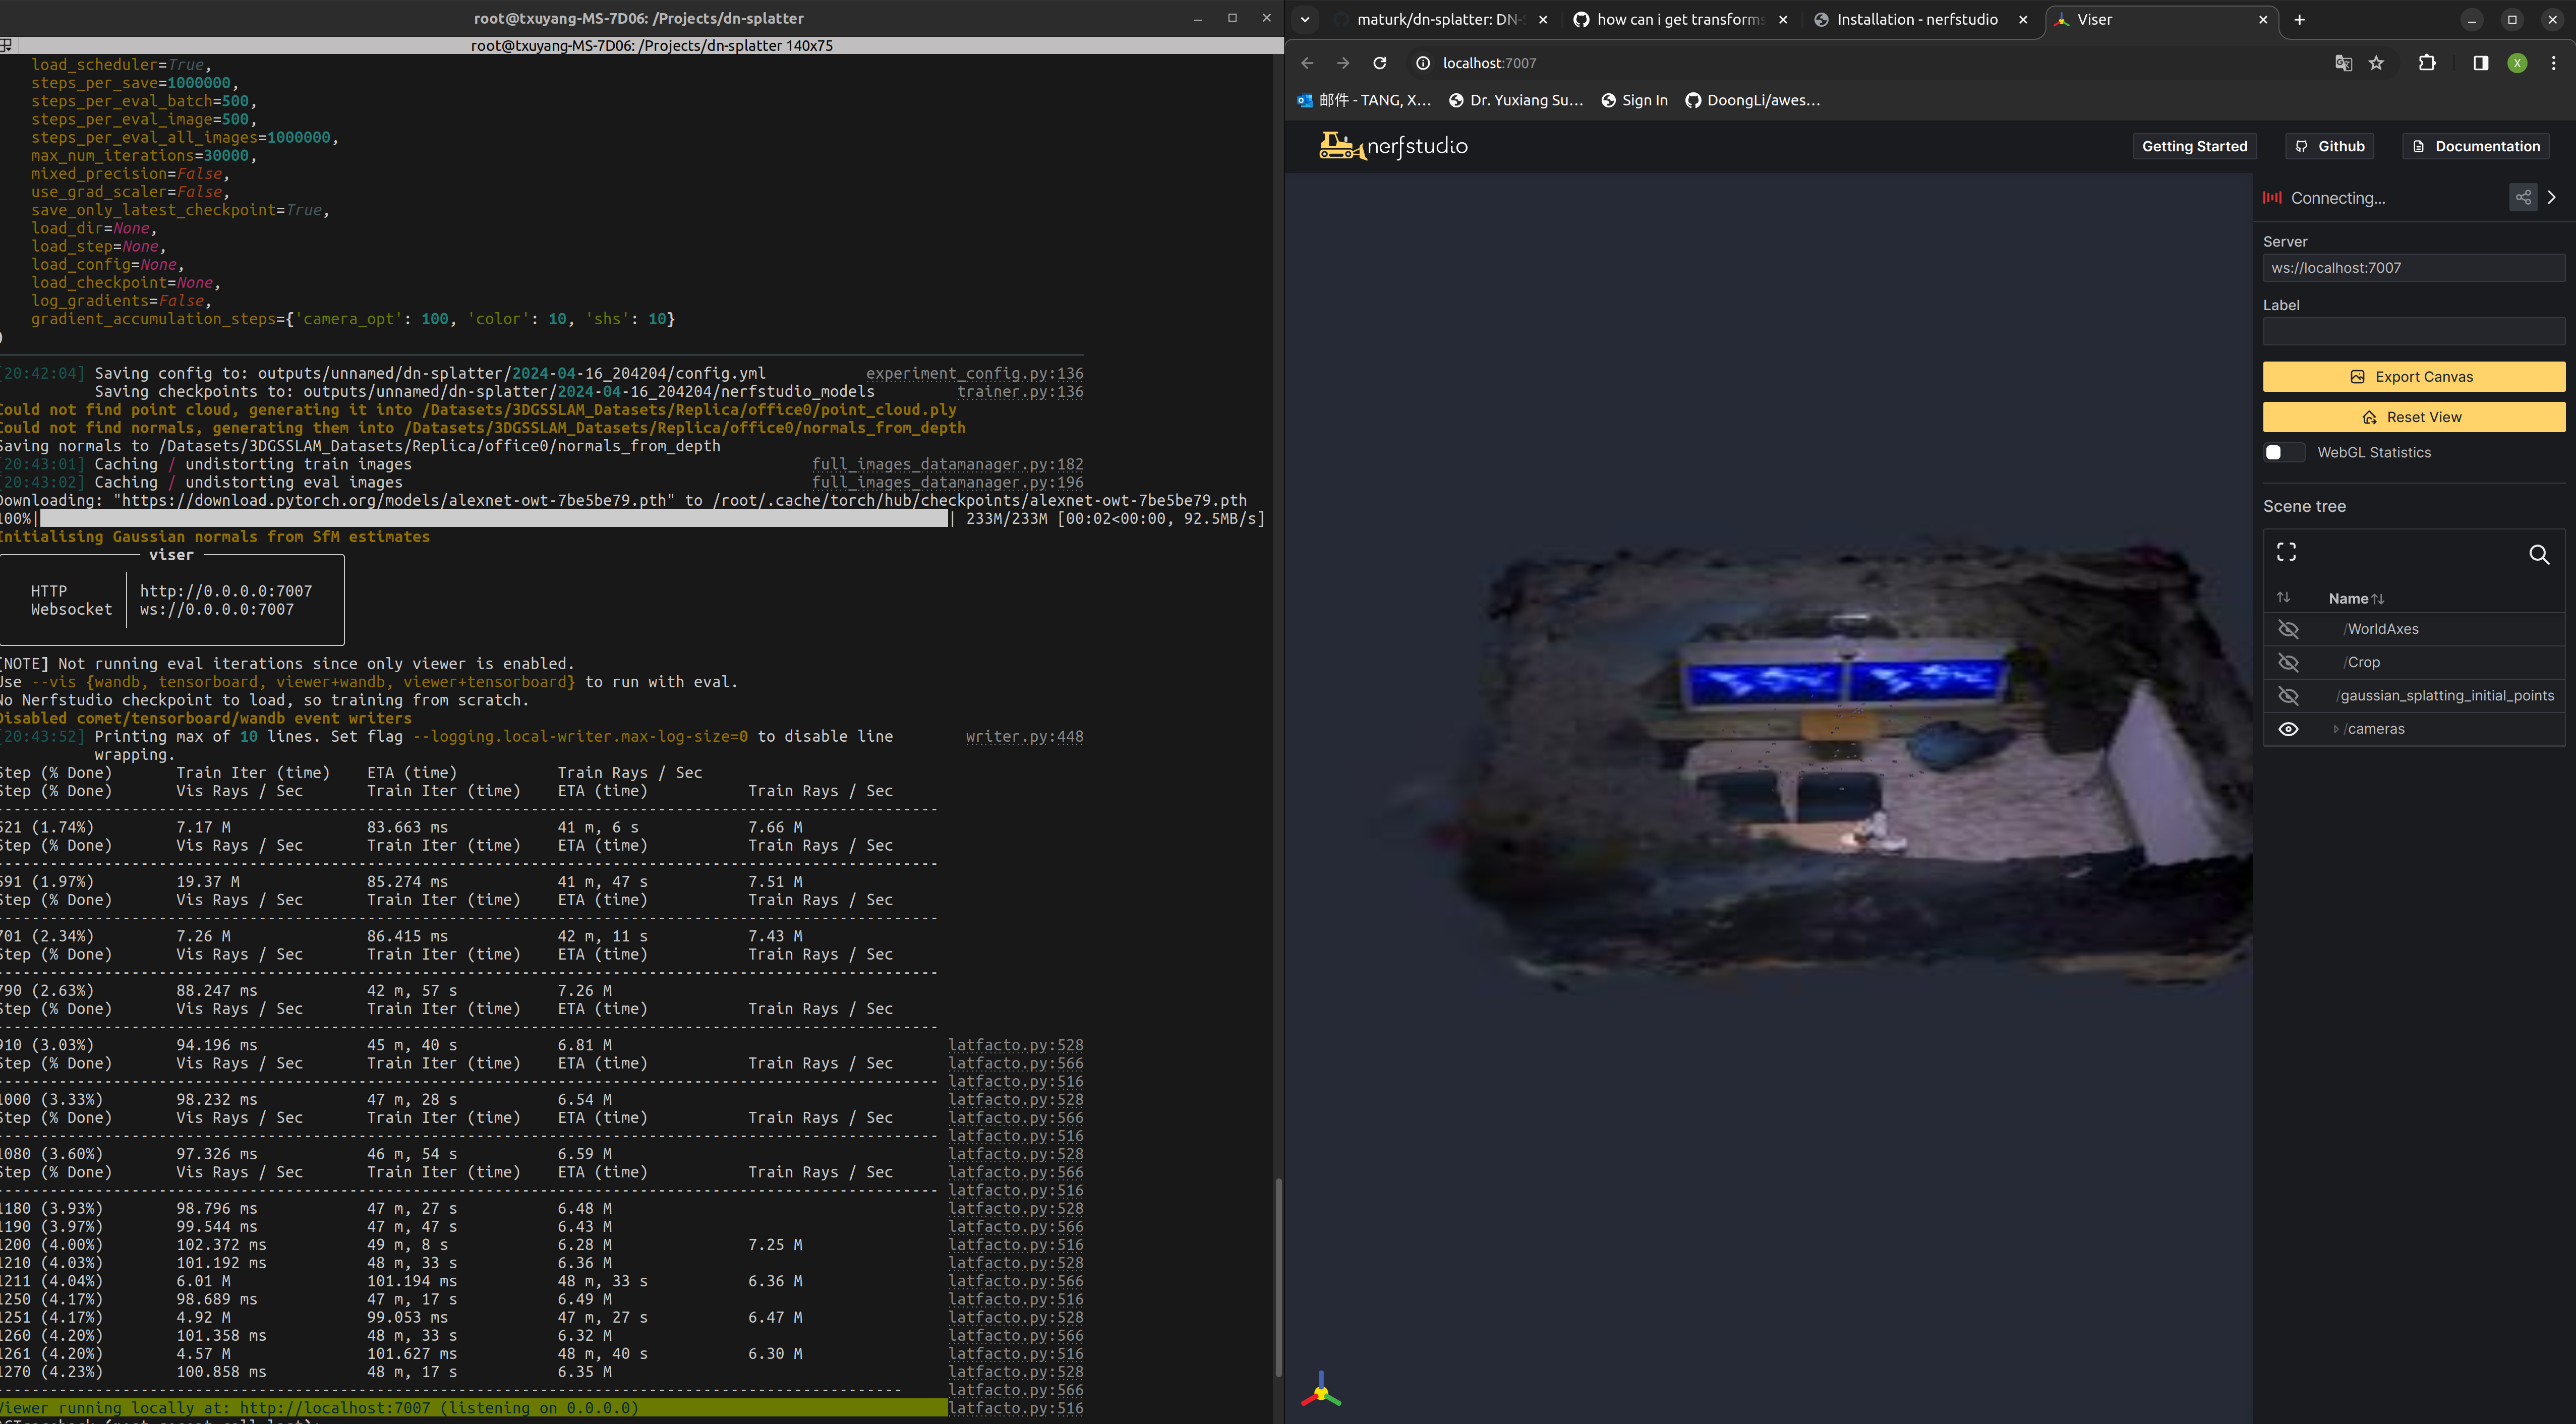 root@txuyang-MS-7D06: /Projects/dn-splatter
root@txuyang-MS-7D06: /Projects/dn-splatter 140x75
load_scheduler=True,
steps_per_save=1000000,
steps_per_eval_batch=500,
steps_per_eval_image=500,
steps_per_eval_all_images=1000000,
max_num_iterations=30000,
mixed_precision=False,
use_grad_scaler=False,
save_only_latest_checkpoint=True,
load_dir=None,
load_step=None,
load_config=None,
load_checkpoint=None,
log_gradients=False,
gradient_accumulation_steps={'camera_opt': 100, 'color': 10, 'shs': 10}
)
[20:42:04] Saving config to: outputs/unnamed/dn-splatter/2024-04-16_204204/config.yml experiment_config.py:136
Saving checkpoints to: outputs/unnamed/dn-splatter/2024-04-16_204204/nerfstudio_models trainer.py:136
Could not find point cloud, generating it into /Datasets/3DGSSLAM_Datasets/Replica/office0/point_cloud.ply
Could not find normals, generating them into /Datasets/3DGSSLAM_Datasets/Replica/office0/normals_from_depth
Saving normals to /Datasets/3DGSSLAM_Datasets/Replica/office0/normals_from_depth
[20:43:01] Caching / undistorting train images full_images_datamanager.py:182
[20:43:02] Caching / undistorting eval images full_images_datamanager.py:196
Downloading: "https://download.pytorch.org/models/alexnet-owt-7be5be79.pth" to /root/.cache/torch/hub/checkpoints/alexnet-owt-7be5be79.pth
100%| | 233M/233M [00:02<00:00, 92.5MB/s]
Initialising Gaussian normals from SfM estimates
viser
HTTP http://0.0.0.0:7007
Websocket ws://0.0.0.0:7007
[NOTE] Not running eval iterations since only viewer is enabled.
Use --vis {wandb, tensorboard, viewer+wandb, viewer+tensorboard} to run with eval.
No Nerfstudio checkpoint to load, so training from scratch.
Disabled comet/tensorboard/wandb event writers
[20:43:52] Printing max of 10 lines. Set flag --logging.local-writer.max-log-size=0 to disable line writer.py:448
wrapping.
Step (% Done) Train Iter (time) ETA (time) Train Rays / Sec
Step (% Done) Vis Rays / Sec Train Iter (time) ETA (time) Train Rays / Sec
521 (1.74%) 7.17 M 83.663 ms 41 m, 6 s 7.66 M
Step (% Done) Vis Rays / Sec Train Iter (time) ETA (time) Train Rays / Sec
591 (1.97%) 19.37 M 85.274 ms 41 m, 47 s 7.51 M
Step (% Done) Vis Rays / Sec Train Iter (time) ETA (time) Train Rays / Sec
701 (2.34%) 7.26 M 86.415 ms 42 m, 11 s 7.43 M
Step (% Done) Vis Rays / Sec Train Iter (time) ETA (time) Train Rays / Sec
790 (2.63%) 88.247 ms 42 m, 57 s 7.26 M
Step (% Done) Vis Rays / Sec Train Iter (time) ETA (time) Train Rays / Sec
910 (3.03%) 94.196 ms 45 m, 40 s 6.81 M latfacto.py:528
Step (% Done) Vis Rays / Sec Train Iter (time) ETA (time) Train Rays / Sec latfacto.py:566
latfacto.py:516
1000 (3.33%) 98.232 ms 47 m, 28 s 6.54 M latfacto.py:528
Step (% Done) Vis Rays / Sec Train Iter (time) ETA (time) Train Rays / Sec latfacto.py:566
latfacto.py:516
1080 (3.60%) 97.326 ms 46 m, 54 s 6.59 M latfacto.py:528
Step (% Done) Vis Rays / Sec Train Iter (time) ETA (time) Train Rays / Sec latfacto.py:566
latfacto.py:516
1180 (3.93%) 98.796 ms 47 m, 27 s 6.48 M latfacto.py:528
1190 (3.97%) 99.544 ms 47 m, 47 s 6.43 M latfacto.py:566
1200 (4.00%) 102.372 ms 49 m, 8 s 6.28 M 7.25 M latfacto.py:516
1210 (4.03%) 101.192 ms 48 m, 33 s 6.36 M latfacto.py:528
1211 (4.04%) 6.01 M 101.194 ms 48 m, 33 s 6.36 M latfacto.py:566
1250 (4.17%) 98.689 ms 47 m, 17 s 6.49 M latfacto.py:516
1251 (4.17%) 4.92 M 99.053 ms 47 m, 27 s 6.47 M latfacto.py:528
1260 (4.20%) 101.358 ms 48 m, 33 s 6.32 M latfacto.py:566
1261 (4.20%) 4.57 M 101.627 ms 48 m, 40 s 6.30 M latfacto.py:516
1270 (4.23%) 100.858 ms 48 m, 17 s 6.35 M latfacto.py:528
latfacto.py:566
Viewer running locally at: http://localhost:7007 (listening on 0.0.0.0) latfacto.py:516
maturk/dn-splatter: DN-S
how can i get transforms
Installation - nerfstudio
Viser
localhost:7007
X
邮件 - TANG, X...
Dr. Yuxiang Su...
Sign In
DoongLi/awes...
nerfstudio
Getting Started
Github
Documentation
Connecting...
Server
ws://localhost:7007
Label
Export Canvas
Reset View
WebGL Statistics
Scene tree
Name
/WorldAxes
/Crop
/gaussian_splatting_initial_points
/cameras